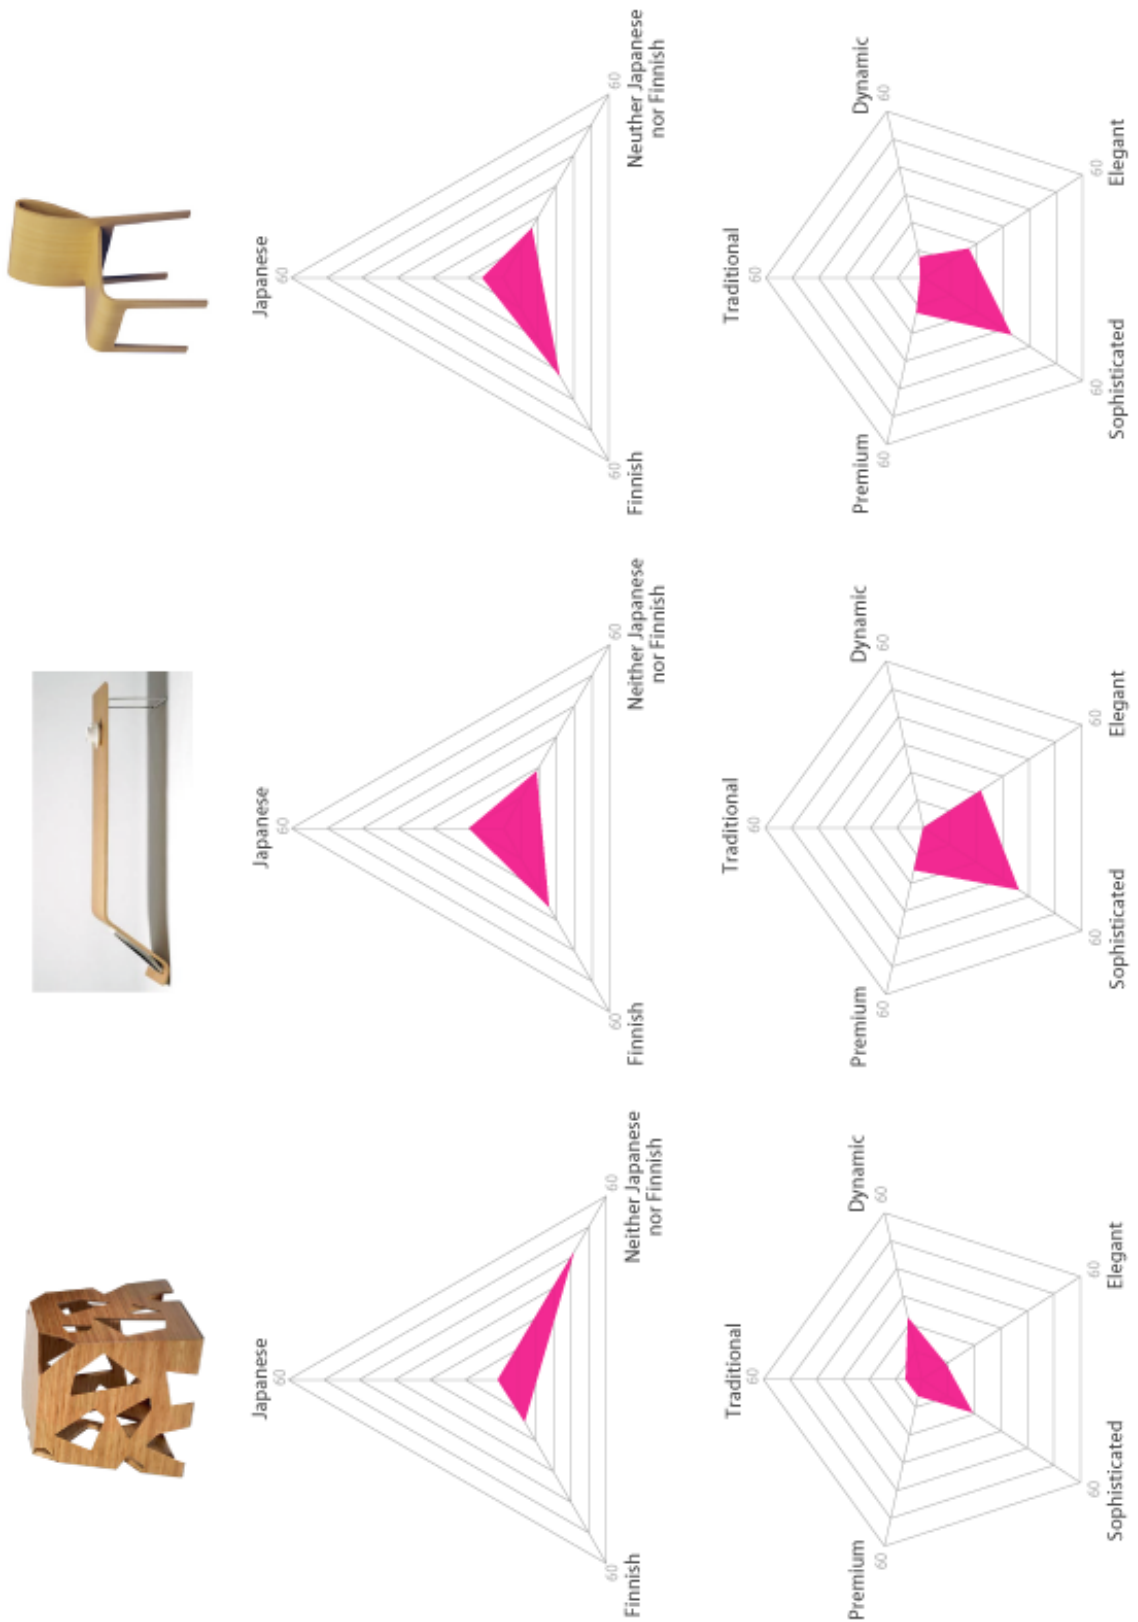 Japanese
60
60
60
Finnish
Neither Japanese
nor Finnish
Japanese
60
60
60
Finnish
Neither Japanese
nor Finnish
Japanese
60
60
60
Finnish
Neuther Japanese
nor Finnish
Traditional
60
Premium
60
Dynamic
60
60
60
Sophisticated
Elegant
Traditional
60
Premium
60
Dynamic
60
60
60
Sophisticated
Elegant
Traditional
60
Premium
60
Dynamic
60
60
60
Sophisticated
Elegant